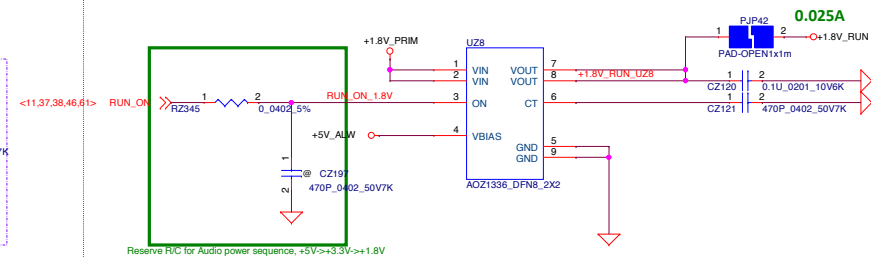 0.025A
PJP42
1 2
+1.8V_RUN
PAD-OPEN1x1m
+1.8V_PRIM
UZ8
1 VIN VOUT 7
2 VIN VOUT 8
+1.8V_RUN_UZ8
CZ120 1 2 0.1U_0201_10V6K
<11,37,38,46,61> RUN_ON
RZ345 1 2 0_0402_5%
RUN_ON_1.8V
3 ON CT 6
CZ121 1 2 470P_0402_50V7K
+5V_ALW
4 VBIAS
GND 5
GND 9
1
@ CZ197
2
470P_0402_50V7K
AOZ1336_DFN8_2X2
Reserve R/C for Audio power sequence, +5V->+3.3V->+1.8V